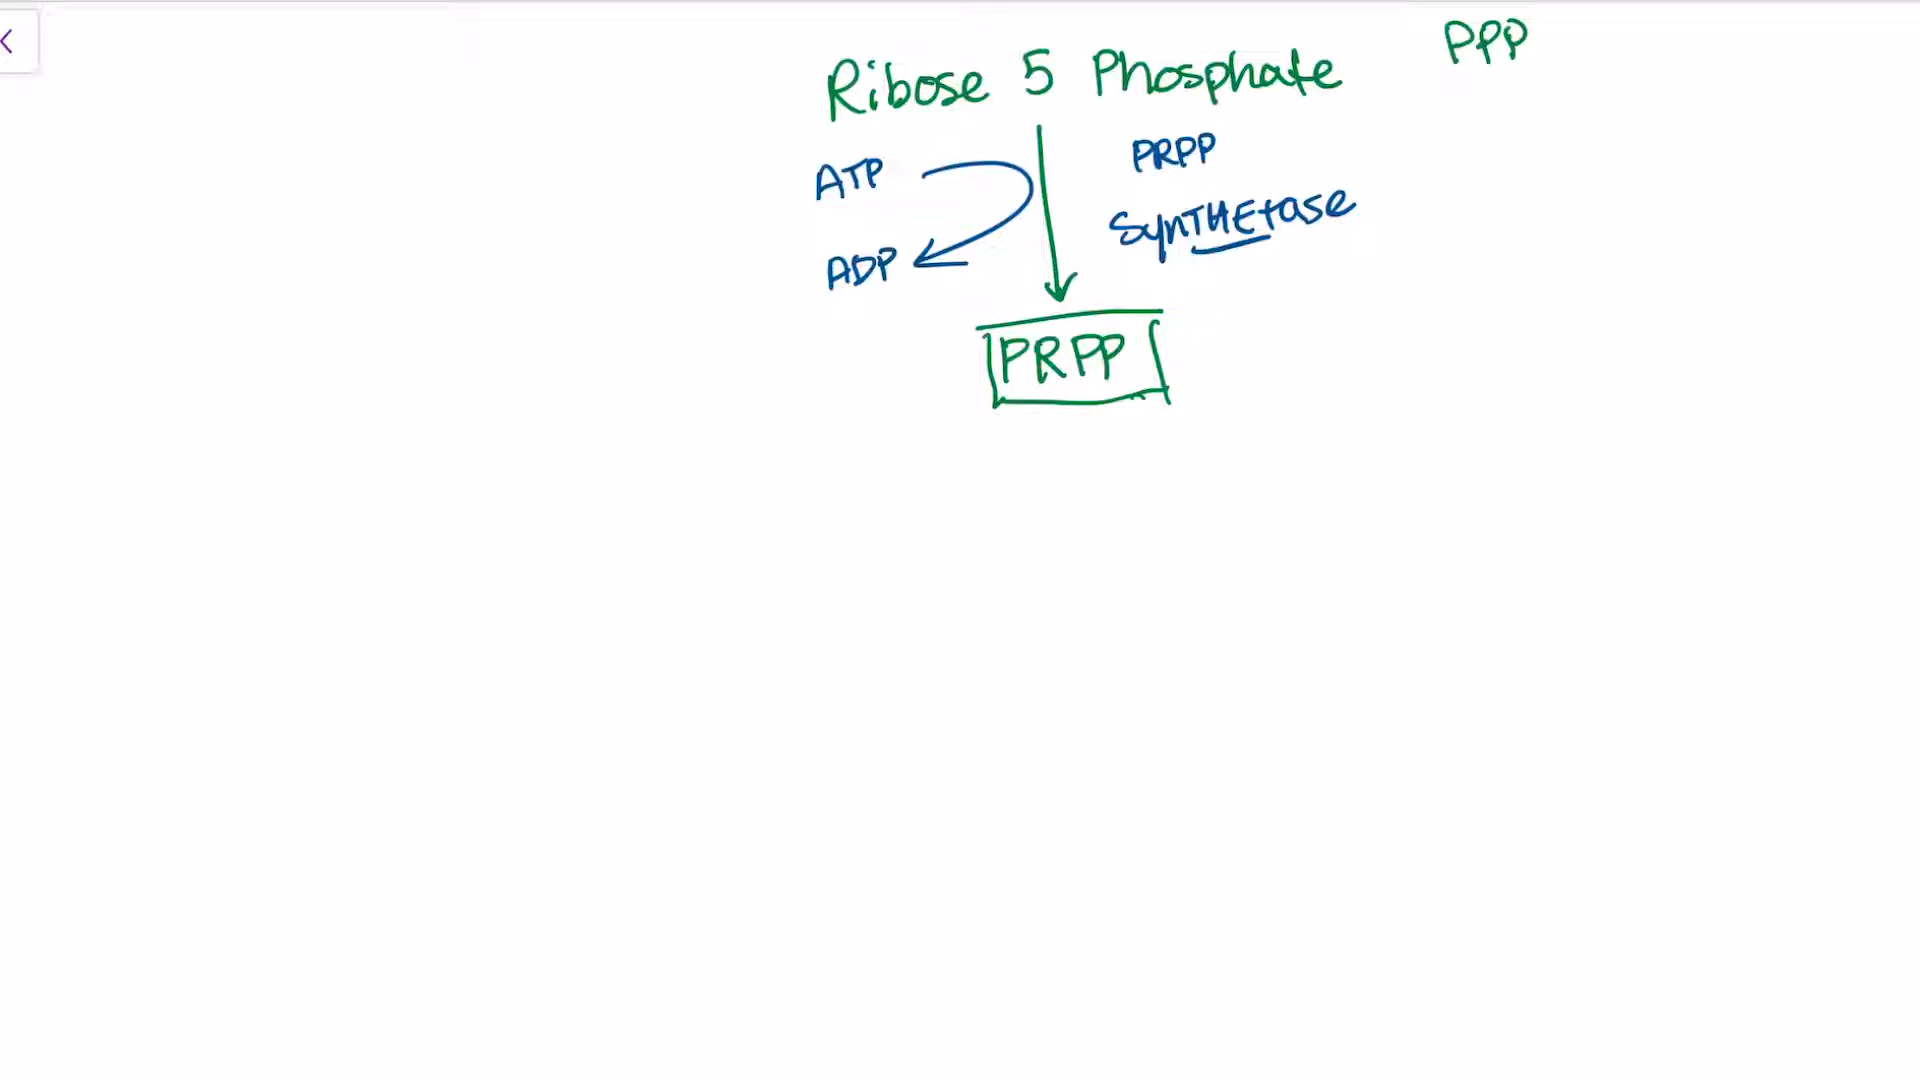 PPP
Ribose 5 Phosphate
ATP
PRPP
SynTHEtase
ADP
PRPP